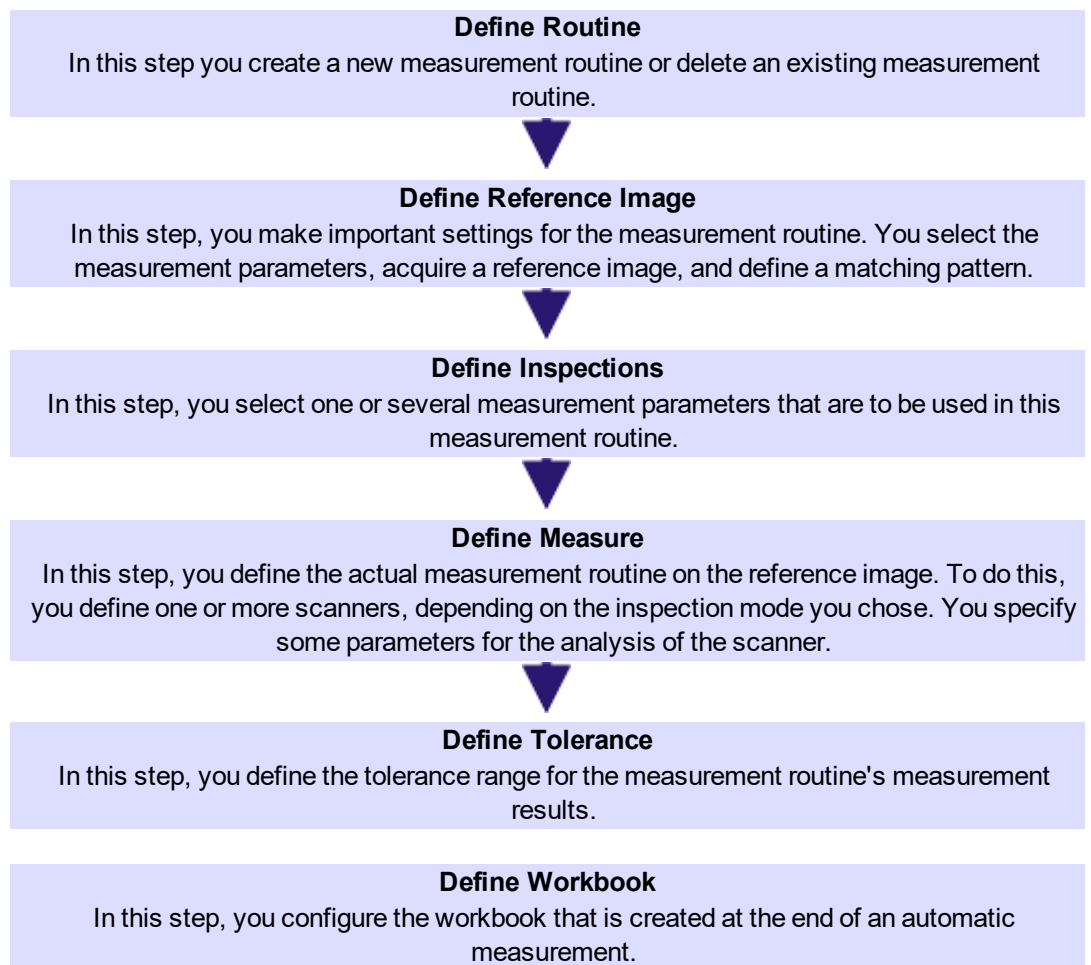 Define Routine
In this step you create a new measurement routine or delete an existing measurement
routine.
Define Reference Image
In this step, you make important settings for the measurement routine. You select the
measurement parameters, acquire a reference image, and define a matching pattern.
Define Inspections
In this step, you select one or several measurement parameters that are to be used in this
measurement routine.
Define Measure
In this step, you define the actual measurement routine on the reference image. To do this,
you define one or more scanners, depending on the inspection mode you chose. You specify
some parameters for the analysis of the scanner.
Define Tolerance
In this step, you define the tolerance range for the measurement routine's measurement
results.
Define Workbook
In this step, you configure the workbook that is created at the end of an automatic
measurement.